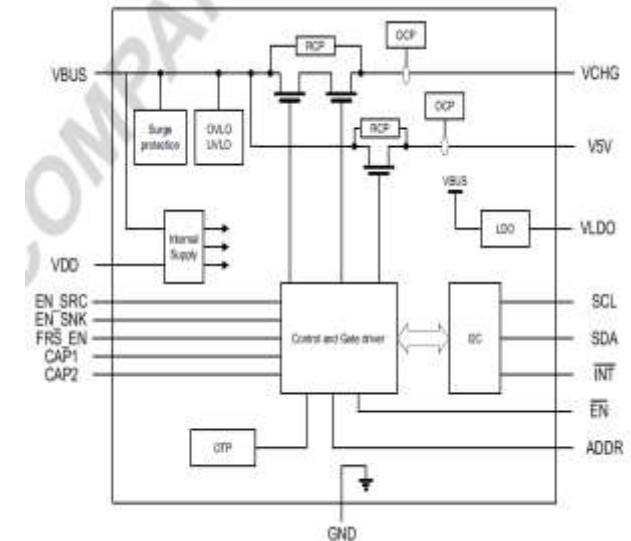 OCP
RCP
VBUS
VCHG
OCP
Surge
protection
OVLO
UVLO
RCP
V5V
VBUS
LDO
VLDO
Internal
Supply
VDD
EN_SRC
EN_SNK
FRS_EN
CAP1
CAP2
Control and Gate driver
I2C
SCL
SDA
INT
EN
ADDR
OTP
GND
COMPA